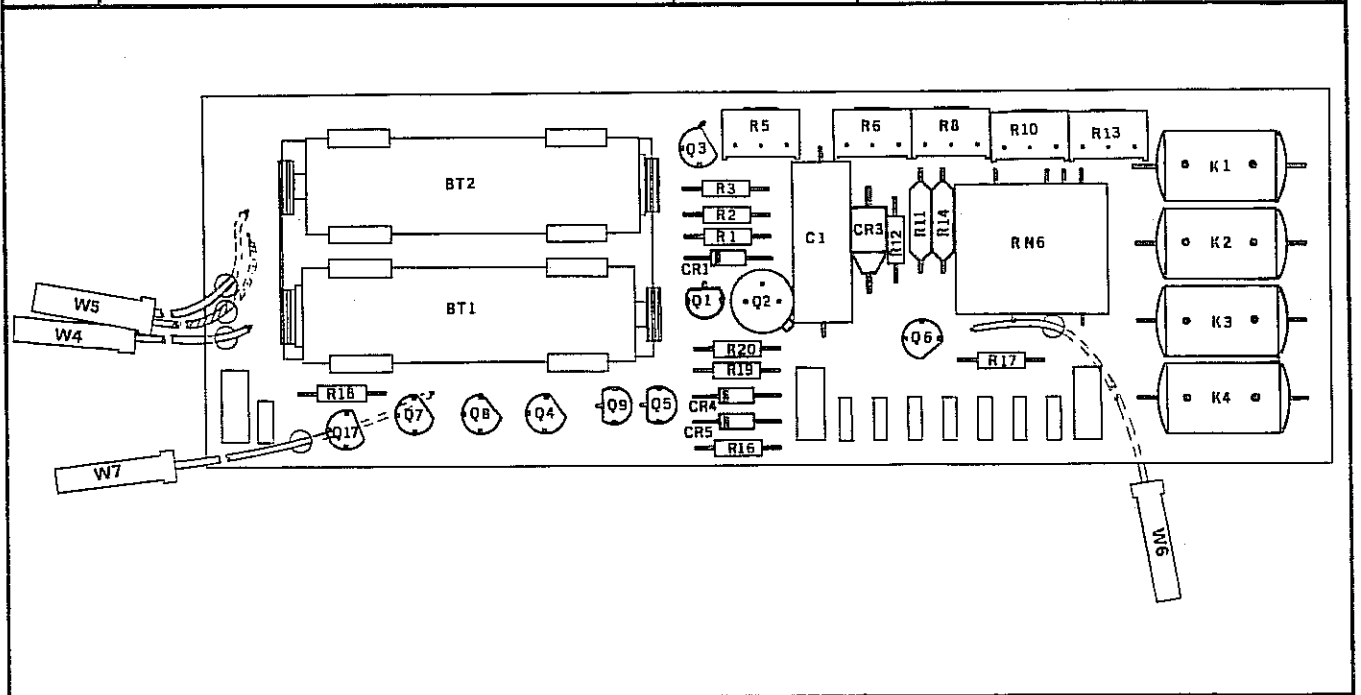 R5 R6 R8 R10 R13
Q3 K1
BT2 R3
R2
R1 C1 CR3 R12 R11 R14 RN6 K2
CR1
W5 BT1 Q1 Q2 K3
W4 Q6
R20
R19 R17
R18 CR4 K4
Q17 Q7 Q8 Q4 Q9 Q5
CR5
R16
W7
W6